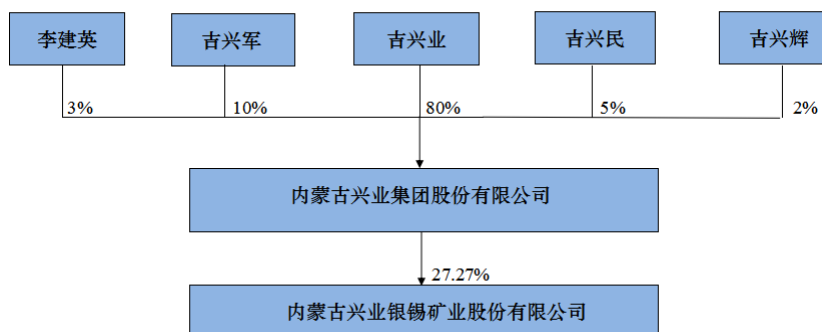 李建英
吉兴军
吉兴业
吉兴民
吉兴辉
3%
10%
80%
5%
2%
内蒙古兴业集团股份有限公司
27.27%
内蒙古兴业银锡矿业股份有限公司